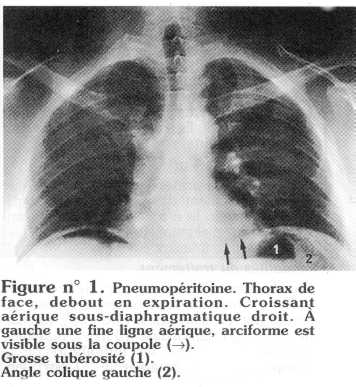 1
2
Figure n° 1. Pneumopéritoine. Thorax de
face, debout en expiration. Croissant
aérique sous-diaphragmatique droit. À
gauche une fine ligne aérique, arciforme est
visible sous la coupole (→).
Grosse tubérosité (1).
Angle colique gauche (2).